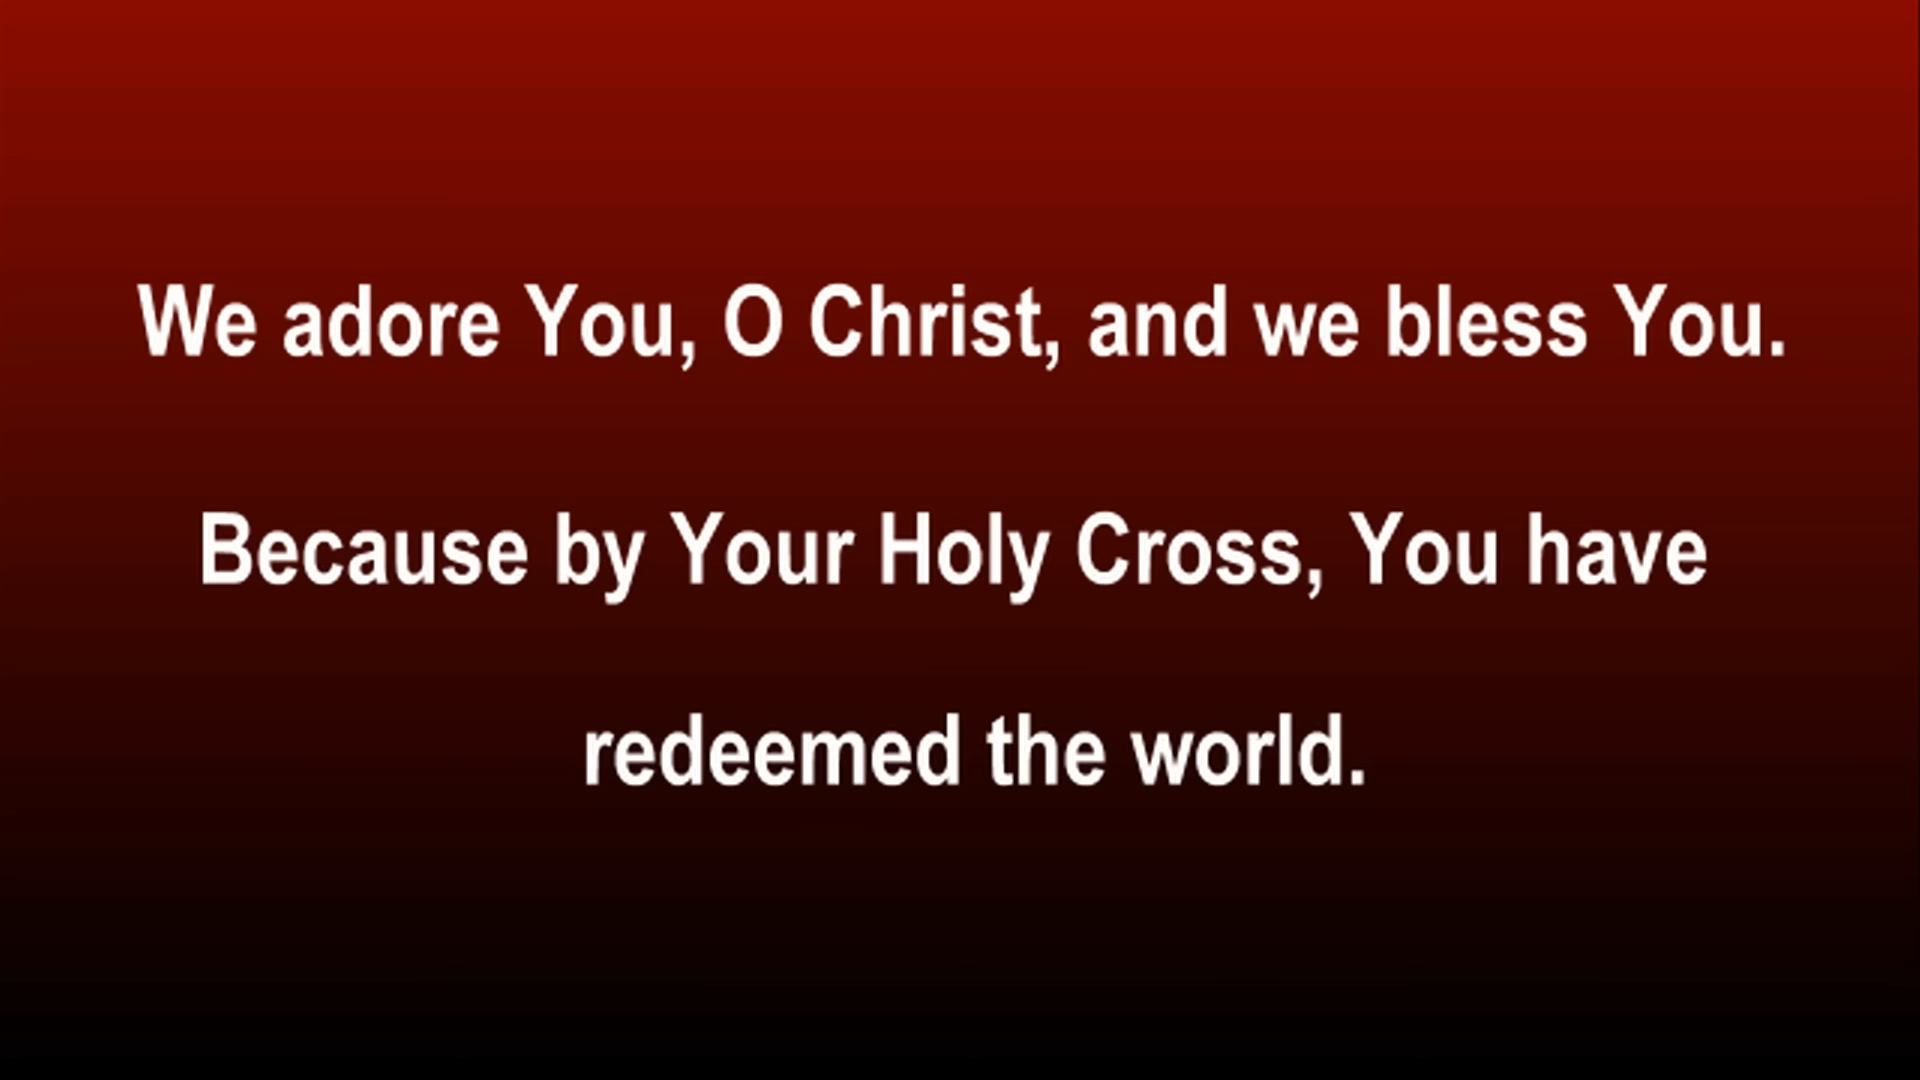 We adore You, O Christ, and we bless You.
Because by Your Holy Cross, You have
redeemed the world.